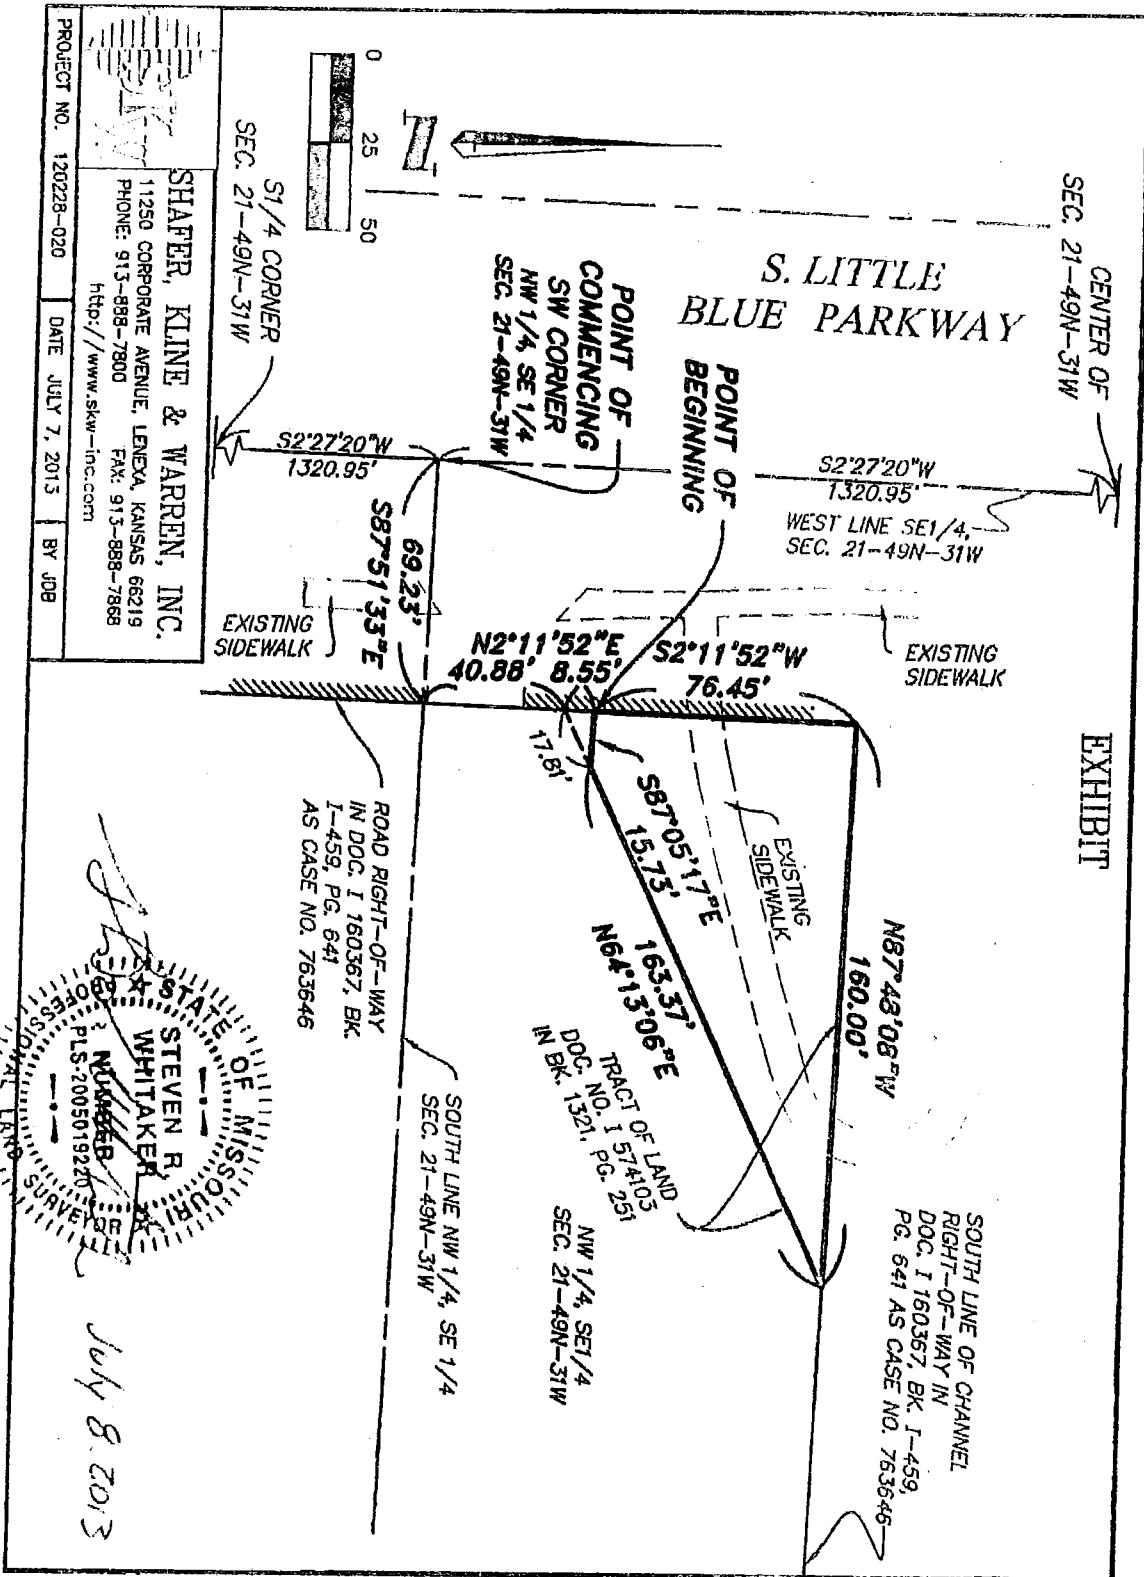 EXHIBIT
CENTER OF
SEC. 21-49N-31W
S. LITTLE
BLUE PARKWAY
S2°27'20"W
1320.95'
WEST LINE SE1/4,
SEC. 21-49N-31W
EXISTING
SIDEWALK
POINT OF
BEGINNING
POINT OF
COMMENCING
SW CORNER
NW 1/4, SE 1/4
SEC. 21-49N-31W
0 25 50
S1/4 CORNER
SEC. 21-49N-31W
S2°27'20"W
1320.95'
69.23'
S87°51'33"E
EXISTING
SIDEWALK
N2°11'52"E
40.88' 8.55'
S2°11'52"W
76.45'
17.81'
S87°05'17"E
15.73'
EXISTING
SIDEWALK
N87°48'08"W
160.00'
163.37'
N64°13'06"E
TRACT OF LAND
DOC. NO. I 574103
IN BK. 1321, PG. 251
SOUTH LINE OF CHANNEL
RIGHT-OF-WAY IN
DOC. I 160367, BK. I-459,
PG. 641 AS CASE NO. 763646
NW 1/4, SE1/4
SEC. 21-49N-31W
SOUTH LINE NW 1/4, SE 1/4
SEC. 21-49N-31W
ROAD RIGHT-OF-WAY
IN DOC. I 160367, BK.
I-459, PG. 641
AS CASE NO. 763646
SHAFER, KLINE & WARREN, INC.
11250 CORPORATE AVENUE, LENEXA, KANSAS 66219
PHONE: 913-888-7800 FAX: 913-888-7868
http://www.skw-inc.com
PROJECT NO. 120228-020 DATE JULY 7, 2013 BY JDB
STATE OF MISSOURI
STEVEN R.
WHITAKER
NUMBER
PLS-2005019220
PROFESSIONAL LAND SURVEYOR
July 8. 2013